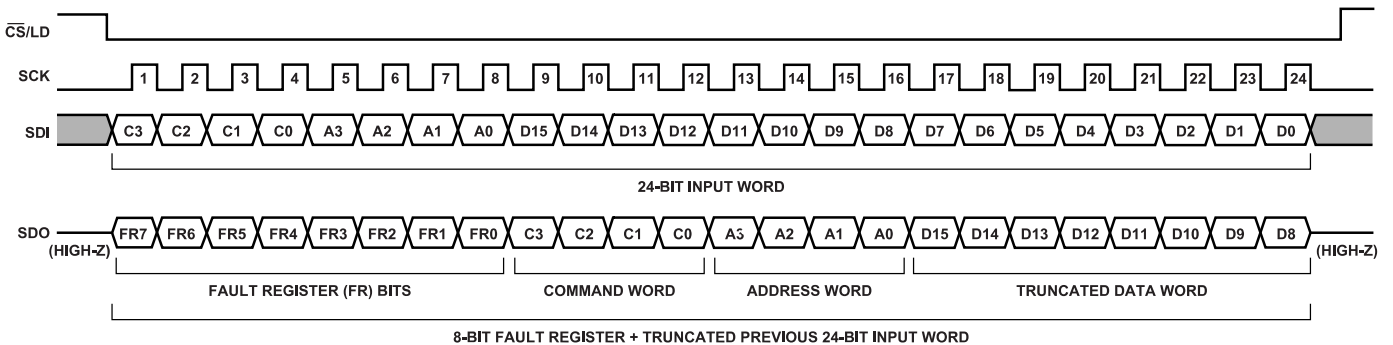 CS/LD
SCK 1 2 3 4 5 6 7 8 9 10 11 12 13 14 15 16 17 18 19 20 21 22 23 24
SDI C3 C2 C1 C0 A3 A2 A1 A0 D15 D14 D13 D12 D11 D10 D9 D8 D7 D6 D5 D4 D3 D2 D1 D0
24-BIT INPUT WORD
SDO FR7 FR6 FR5 FR4 FR3 FR2 FR1 FR0 C3 C2 C1 C0 A3 A2 A1 A0 D15 D14 D13 D12 D11 D10 D9 D8
(HIGH-Z) (HIGH-Z)
FAULT REGISTER (FR) BITS COMMAND WORD ADDRESS WORD TRUNCATED DATA WORD
8-BIT FAULT REGISTER + TRUNCATED PREVIOUS 24-BIT INPUT WORD